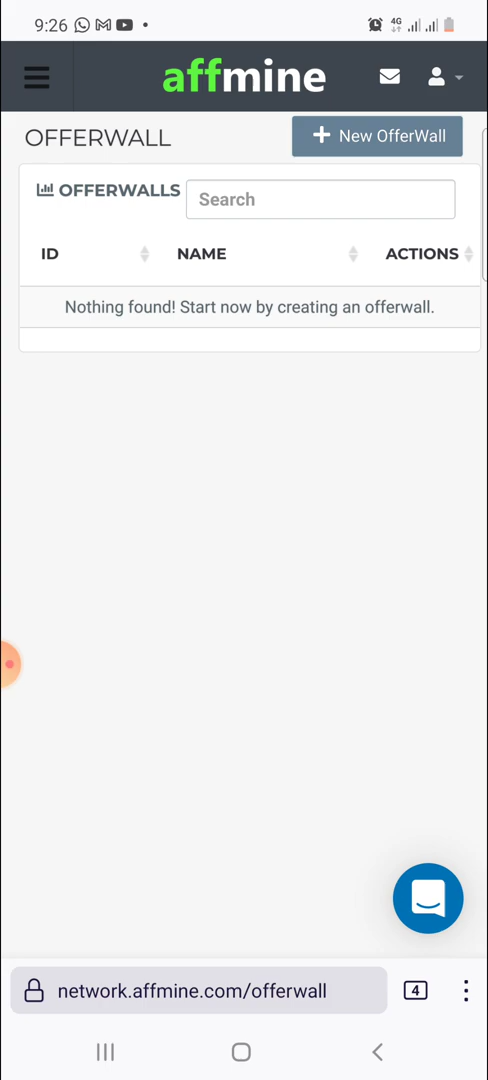 9:26
4G
affmine
OFFERWALL
New OfferWall
OFFERWALLS
Search
ID NAME ACTIONS
Nothing found! Start now by creating an offerwall.
network.affmine.com/offerwall
4